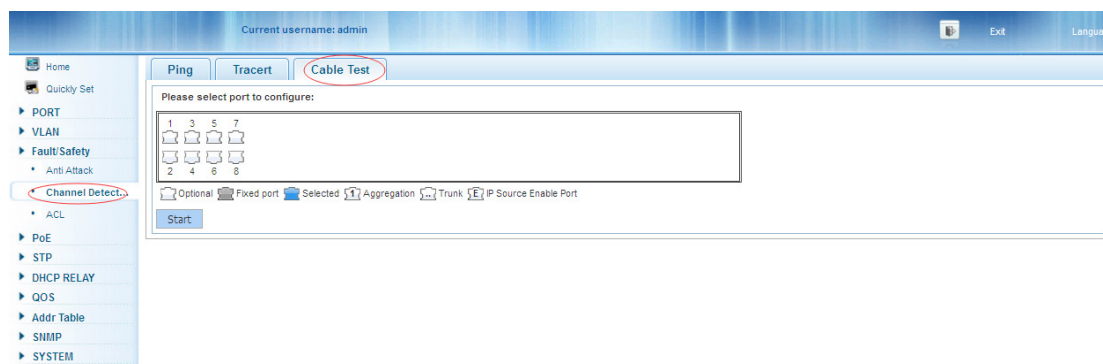 Current username: admin
Exit
Home
Quickly Set
PORT
VLAN
Fault/Safety
Anti Attack
Channel Detect...
ACL
PoE
STP
DHCP RELAY
QOS
Addr Table
SNMP
SYSTEM
Ping Tracert Cable Test
Please select port to configure:
1 3 5 7
2 4 6 8
Optional Fixed port Selected 1 Aggregation ... Trunk E IP Source Enable Port
Start